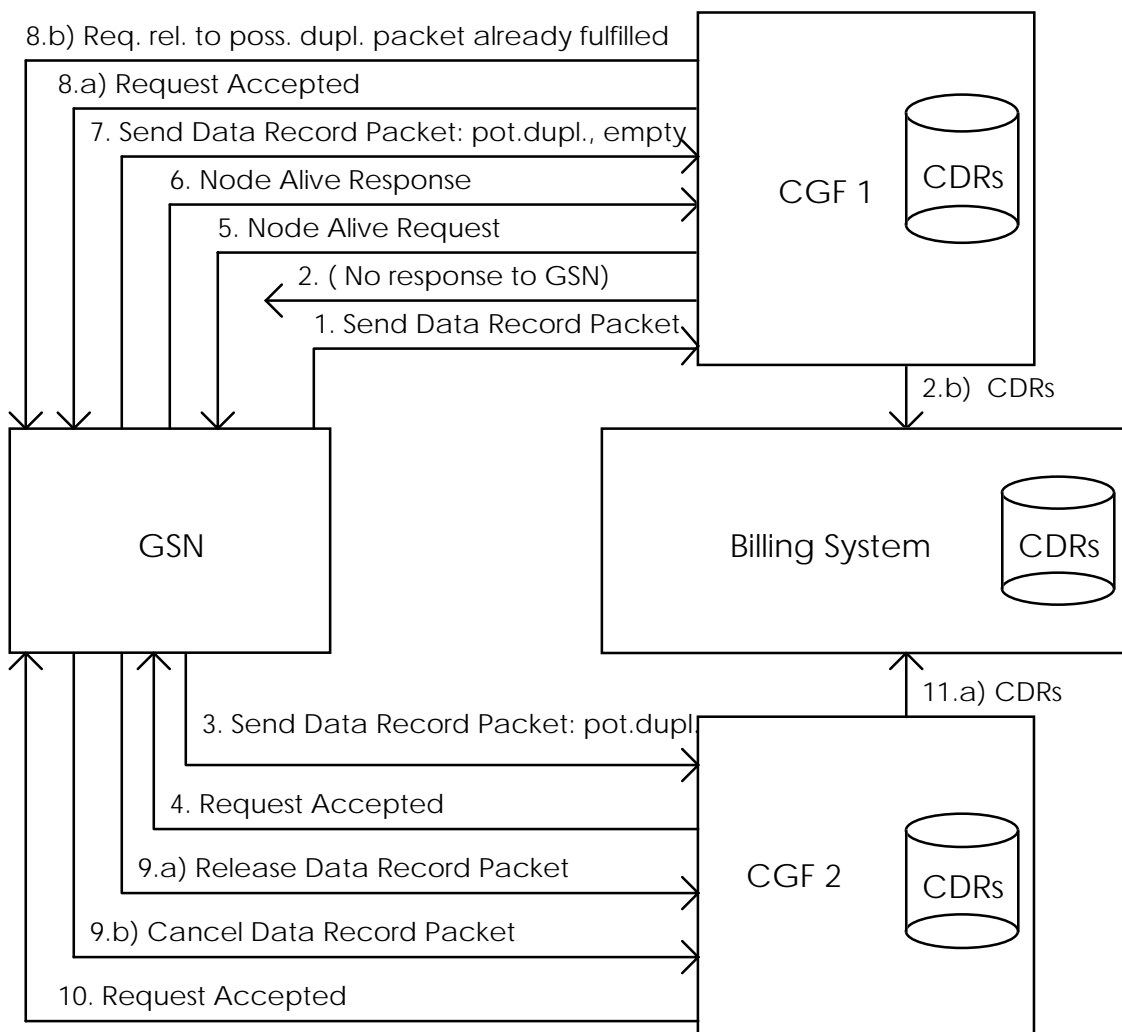 8.b) Req. rel. to poss. dupl. packet already fulfilled
8.a) Request Accepted
7. Send Data Record Packet: pot.dupl., empty
6. Node Alive Response
5. Node Alive Request
2. ( No response to GSN)
1. Send Data Record Packet
CGF 1
CDRs
2.b) CDRs
GSN
Billing System
CDRs
11.a) CDRs
3. Send Data Record Packet: pot.dupl.
4. Request Accepted
9.a) Release Data Record Packet
9.b) Cancel Data Record Packet
10. Request Accepted
CGF 2
CDRs